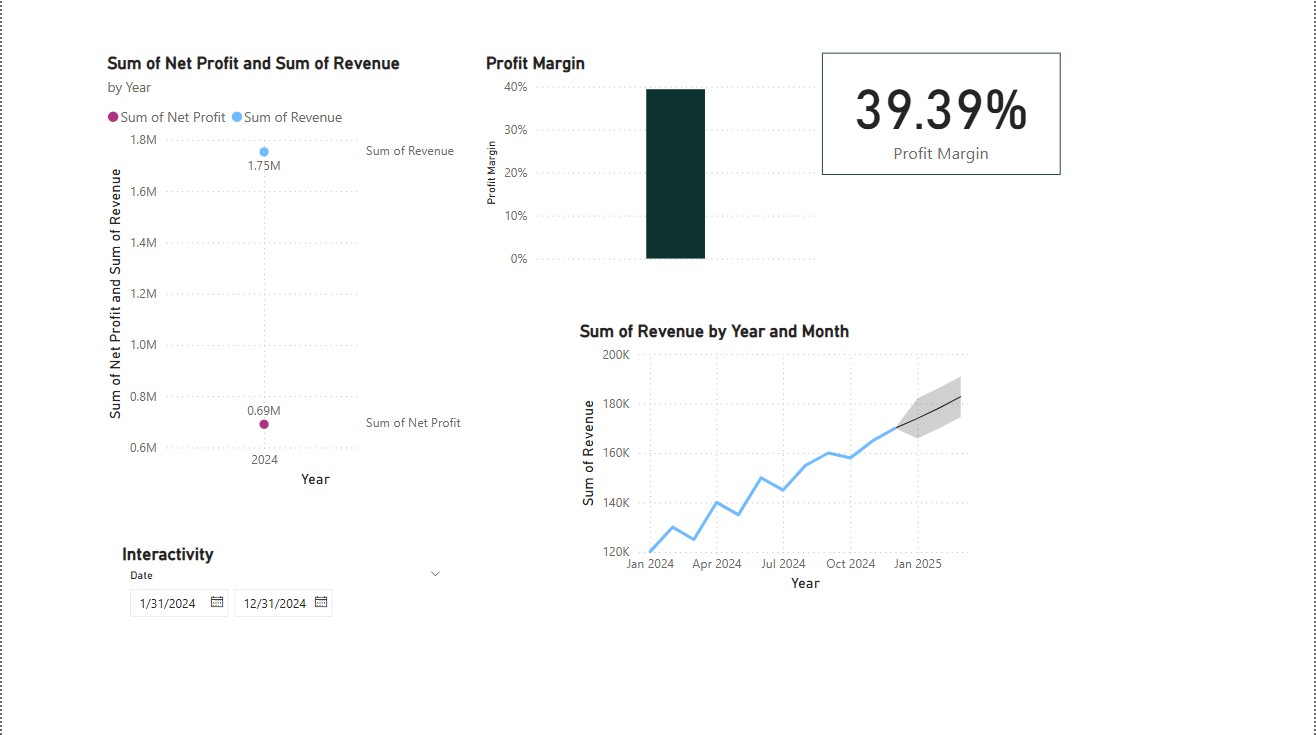 Sum of Net Profit and Sum of Revenue
by Year
Sum of Net Profit Sum of Revenue
Sum of Net Profit and Sum of Revenue
1.8M
1.6M
1.4M
1.2M
1.0M
0.8M
0.6M
1.75M
Sum of Revenue
0.69M
Sum of Net Profit
2024
Year
Profit Margin
Profit Margin
40%
30%
20%
10%
0%
39.39%
Profit Margin
Sum of Revenue by Year and Month
Sum of Revenue
200K
180K
160K
140K
120K
Jan 2024 Apr 2024 Jul 2024 Oct 2024 Jan 2025
Year
Interactivity
Date
1/31/2024 12/31/2024